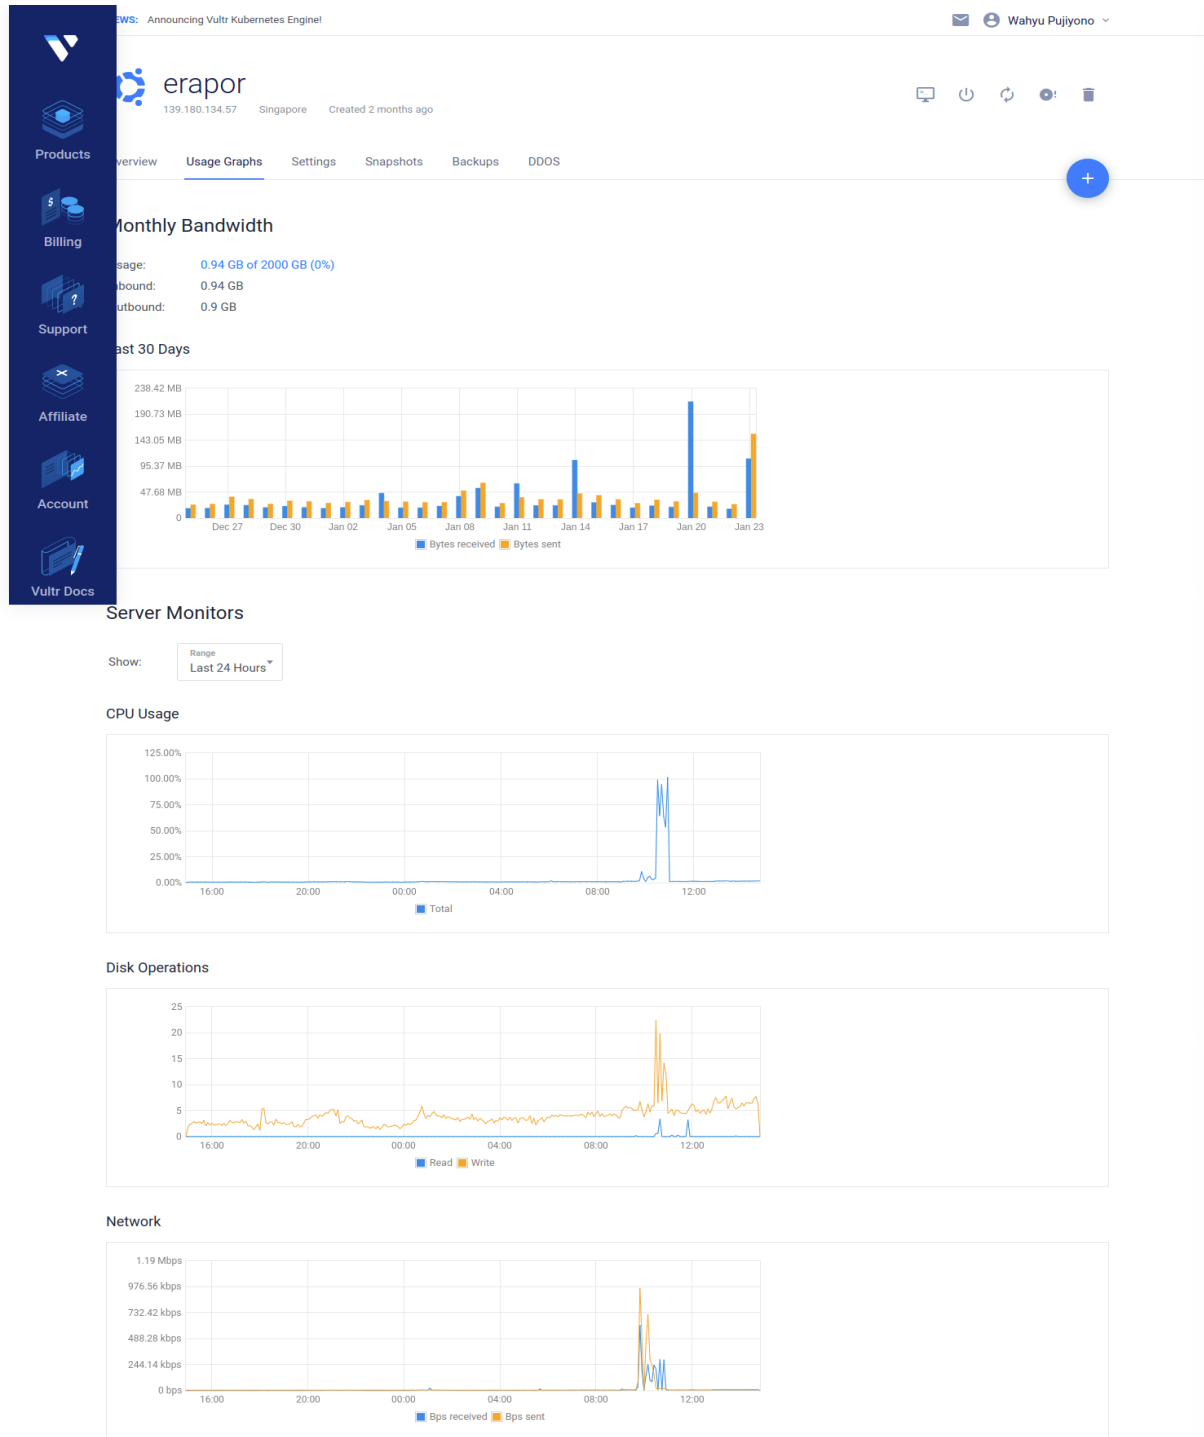 EWS: Announcing Vultr Kubernetes Engine!
Wahyu Pujiyono
erapor
139.180.134.57 Singapore Created 2 months ago
Products
Billing
Support
Affiliate
Account
Vultr Docs
verview Usage Graphs Settings Snapshots Backups DDOS
+
Monthly Bandwidth
sage: 0.94 GB of 2000 GB (0%)
bound: 0.94 GB
utbound: 0.9 GB
ast 30 Days
238.42 MB
190.73 MB
143.05 MB
95.37 MB
47.68 MB
0
Dec 27 Dec 30 Jan 02 Jan 05 Jan 08 Jan 11 Jan 14 Jan 17 Jan 20 Jan 23
Bytes received Bytes sent
Server Monitors
Show: Range
Last 24 Hours
CPU Usage
125.00%
100.00%
75.00%
50.00%
25.00%
0.00%
16:00 20:00 00:00 04:00 08:00 12:00
Total
Disk Operations
25
20
15
10
5
0
16:00 20:00 00:00 04:00 08:00 12:00
Read Write
Network
1.19 Mbps
976.56 kbps
732.42 kbps
488.28 kbps
244.14 kbps
0 bps
16:00 20:00 00:00 04:00 08:00 12:00
Bps received Bps sent